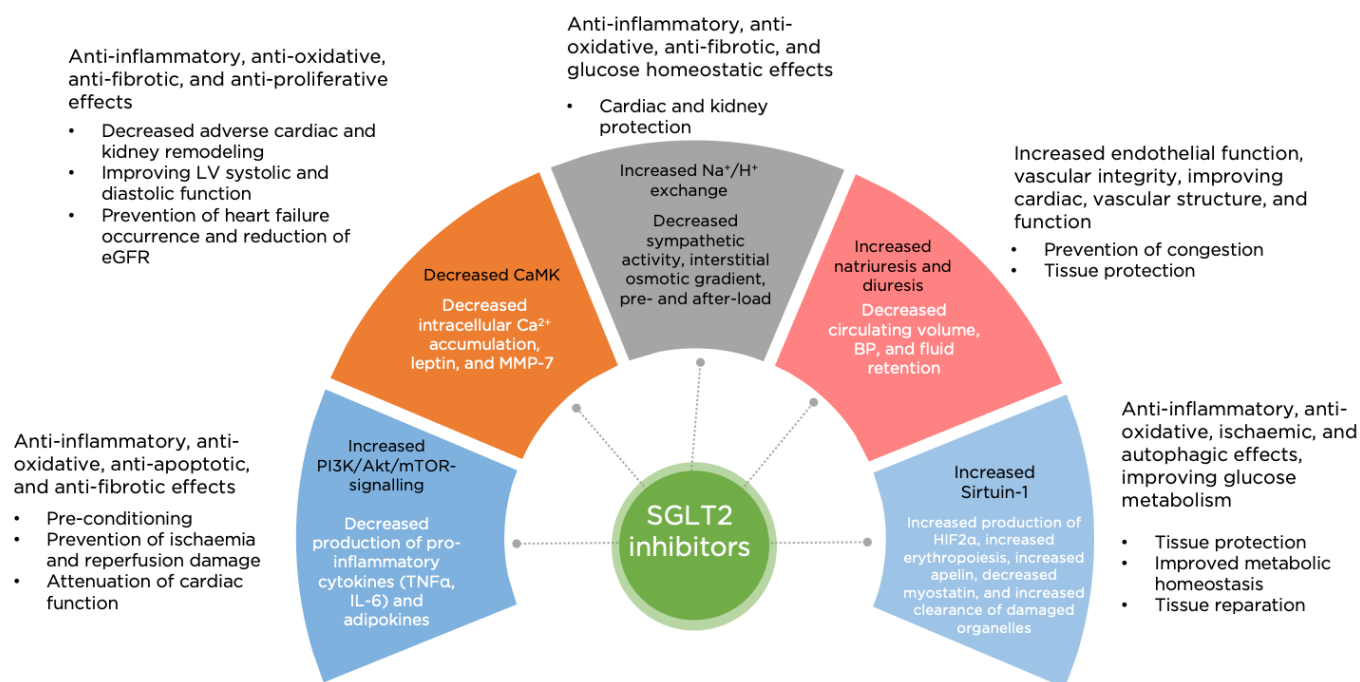 Anti-inflammatory, anti-oxidative,
anti-fibrotic, and anti-proliferative
effects
• Decreased adverse cardiac and
kidney remodeling
• Improving LV systolic and
diastolic function
• Prevention of heart failure
occurrence and reduction of
eGFR
Anti-inflammatory, anti-
oxidative, anti-fibrotic, and
glucose homeostatic effects
• Cardiac and kidney
protection
Increased endothelial function,
vascular integrity, improving
cardiac, vascular structure, and
function
• Prevention of congestion
• Tissue protection
Anti-inflammatory, anti-
oxidative, anti-apoptotic,
and anti-fibrotic effects
• Pre-conditioning
• Prevention of ischaemia
and reperfusion damage
• Attenuation of cardiac
function
Increased
PI3K/Akt/mTOR-
signalling
Decreased
production of pro-
inflammatory
cytokines (TNFα,
IL-6) and
adipokines
Decreased CaMK
Decreased
intracellular Ca²⁺
accumulation,
leptin, and MMP-7
Increased Na⁺/H⁺
exchange
Decreased
sympathetic
activity, interstitial
osmotic gradient,
pre- and after-load
Increased
natriuresis and
diuresis
Decreased
circulating volume,
BP, and fluid
retention
Increased
Sirtuin-1
Increased production of
HIF2α, increased
erythropoiesis, increased
apelin, decreased
myostatin, and increased
clearance of damaged
organelles
Anti-inflammatory, anti-
oxidative, ischaemic, and
autophagic effects,
improving glucose
metabolism
• Tissue protection
• Improved metabolic
homeostasis
• Tissue reparation
SGLT2
inhibitors